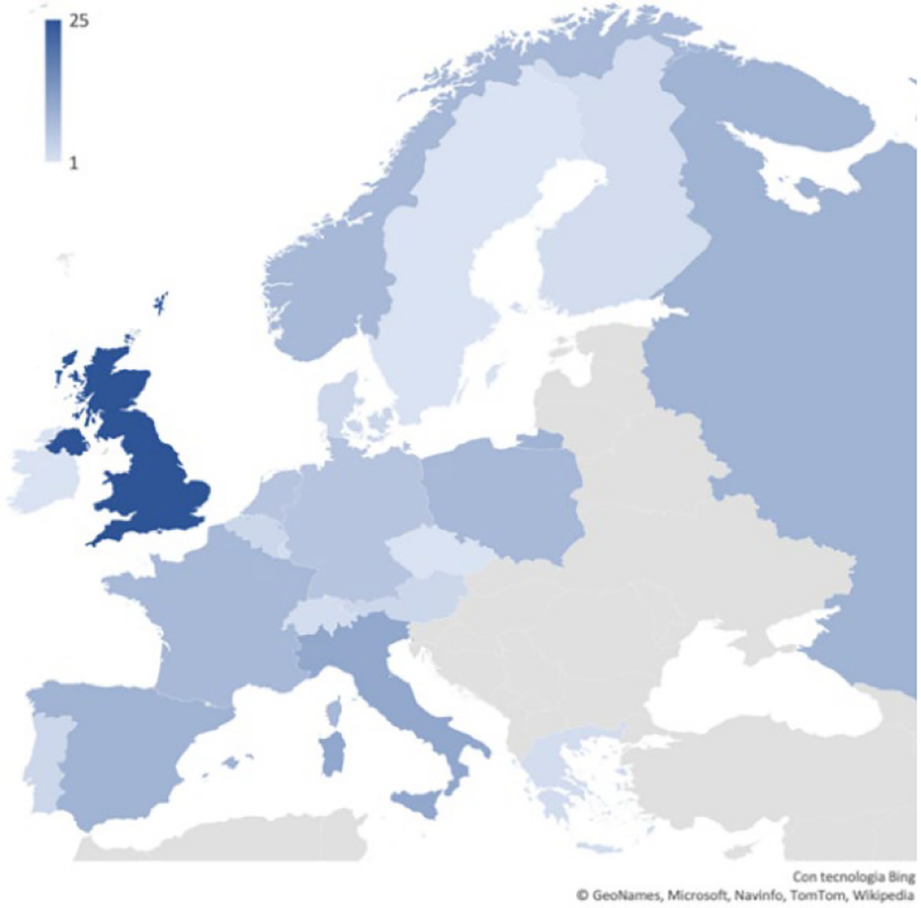 25
1
Con tecnologia Bing
© GeoNames, Microsoft, Navinfo, TomTom, Wikipedia